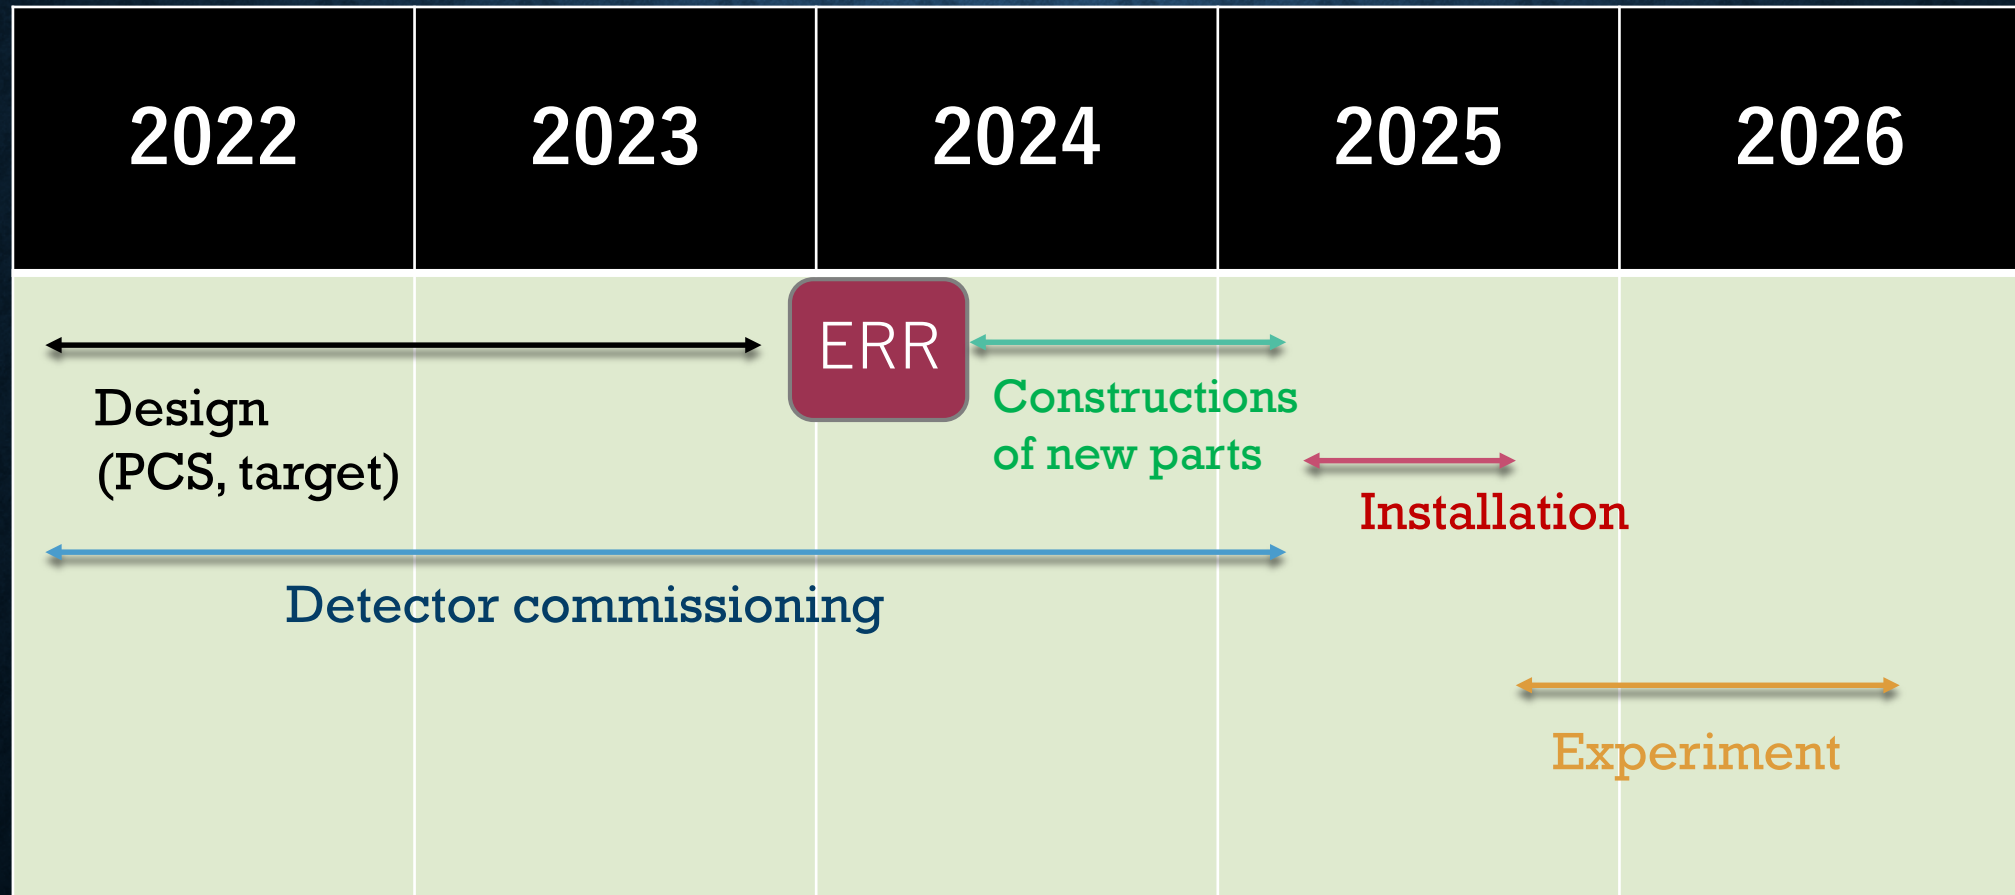 2022 2023 2024 2025 2026
ERR
Design
(PCS, target)
Constructions
of new parts
Installation
Detector commissioning
Experiment